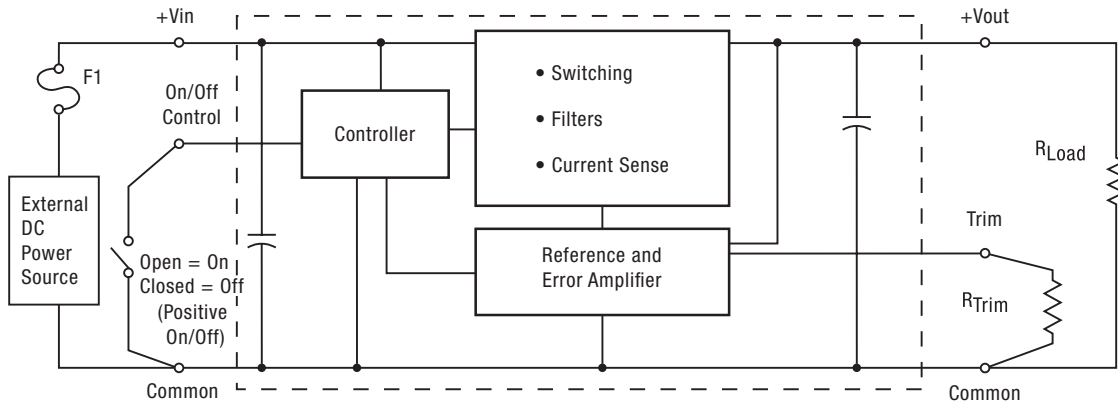 +Vin
+Vout
F1
On/Off
Control
Controller
• Switching
• Filters
• Current Sense
RLoad
External
DC
Power
Source
Open = On
Closed = Off
(Positive
On/Off)
Reference and
Error Amplifier
Trim
RTrim
Common
Common